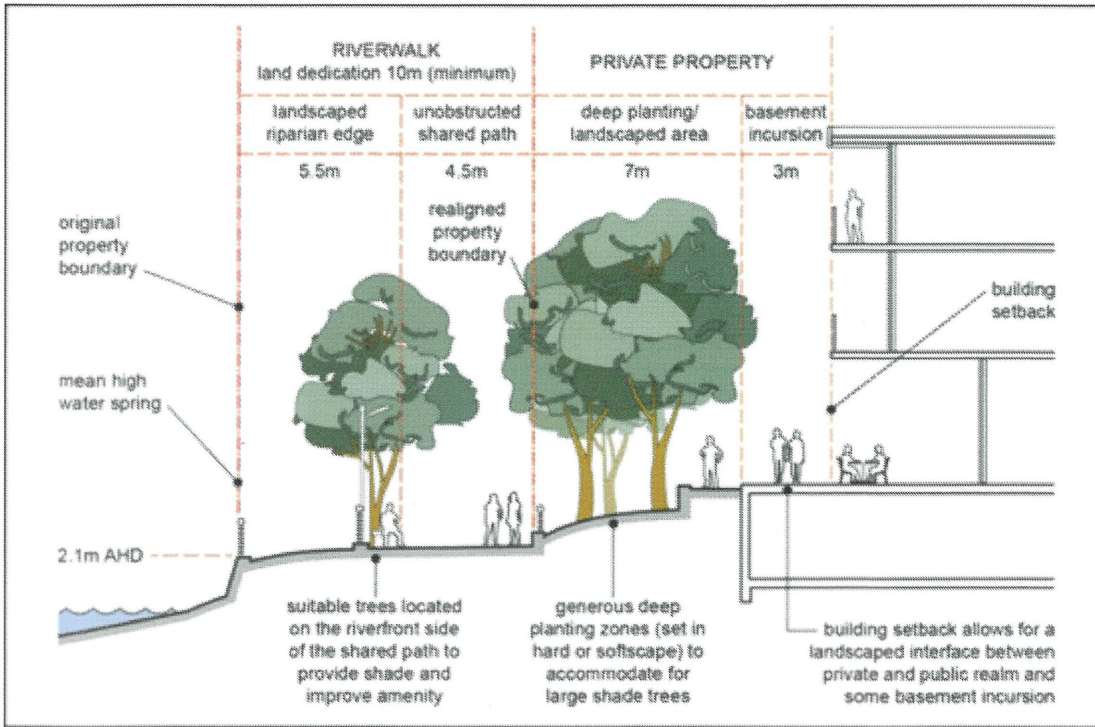 RIVERWALK
land dedication 10m (minimum)
PRIVATE PROPERTY
landscaped
riparian edge
unobstructed
shared path
deep planting/
landscaped area
basement
incursion
5.5m
4.5m
7m
3m
original
property
boundary
realigned
property
boundary
building
setback
mean high
water spring
2.1m AHD
suitable trees located
on the riverfront side
of the shared path to
provide shade and
improve amenity
generous deep
planting zones (set in
hard or softscape) to
accommodate for
large shade trees
building setback allows for a
landscaped interface between
private and public realm and
some basement incursion